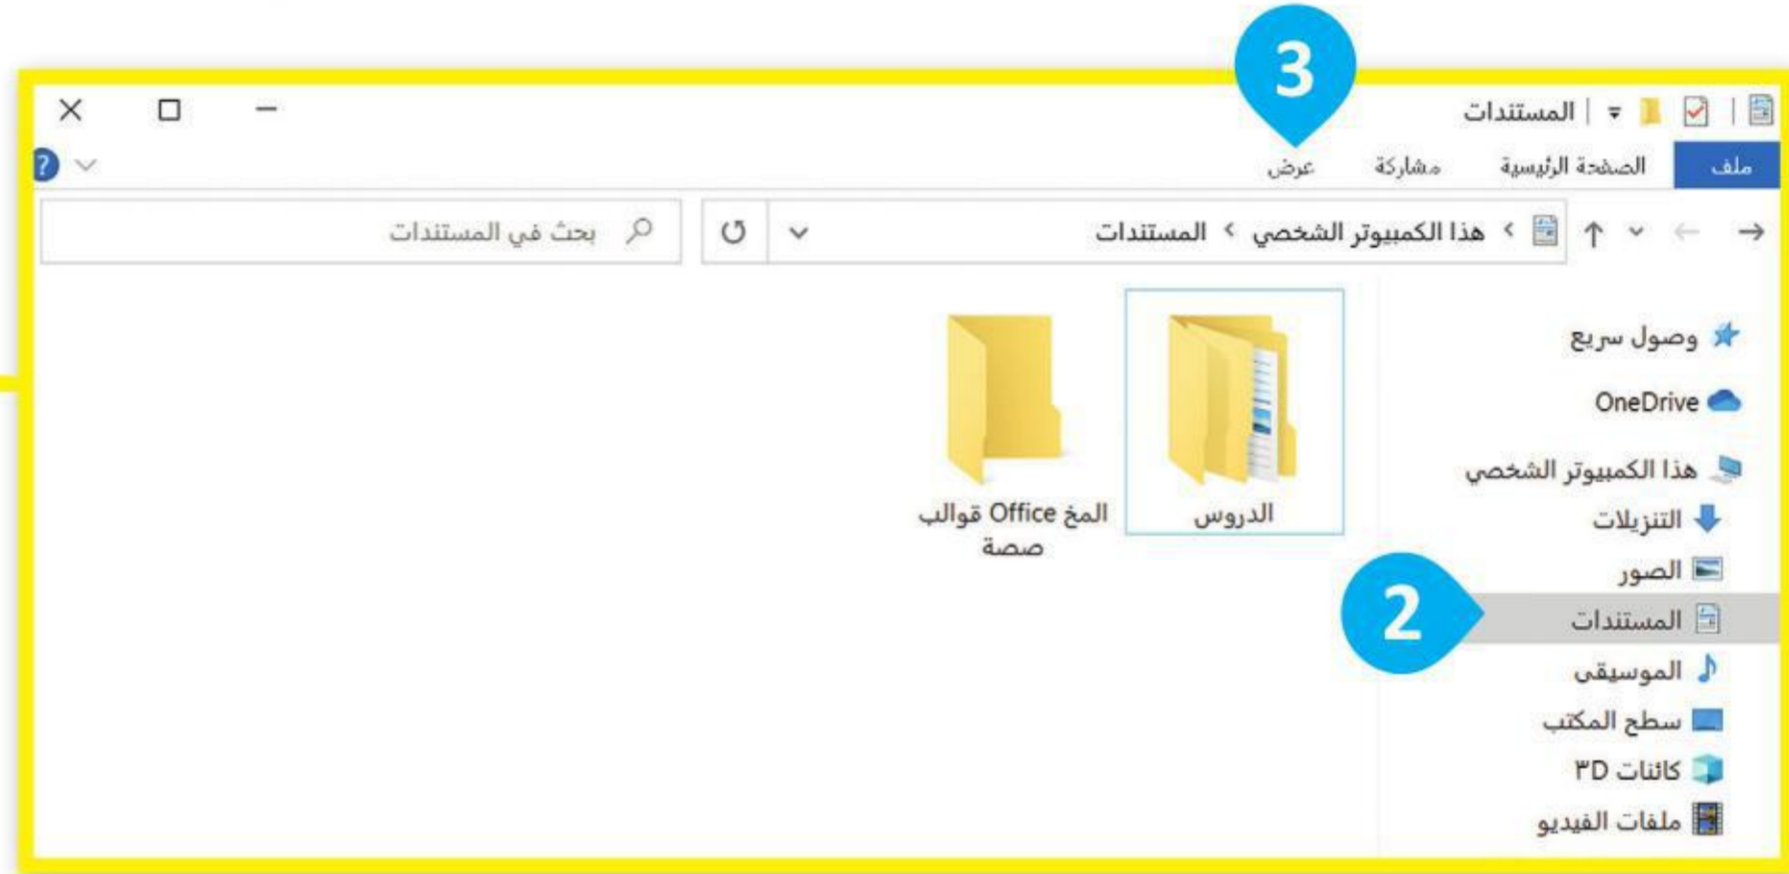 3
المستندات
ملف
الصفحة الرئيسية
مشاركة
عرض
?
هذا الكمبيوتر الشخصي > المستندات
بحث في المستندات
وصول سريع
OneDrive
هذا الكمبيوتر الشخصي
التنزيلات
الصور
المستندات
2
الموسيقى
سطح المكتب
كائنات ٣D
ملفات الفيديو
الدروس
المخ Office قوالب
صصة